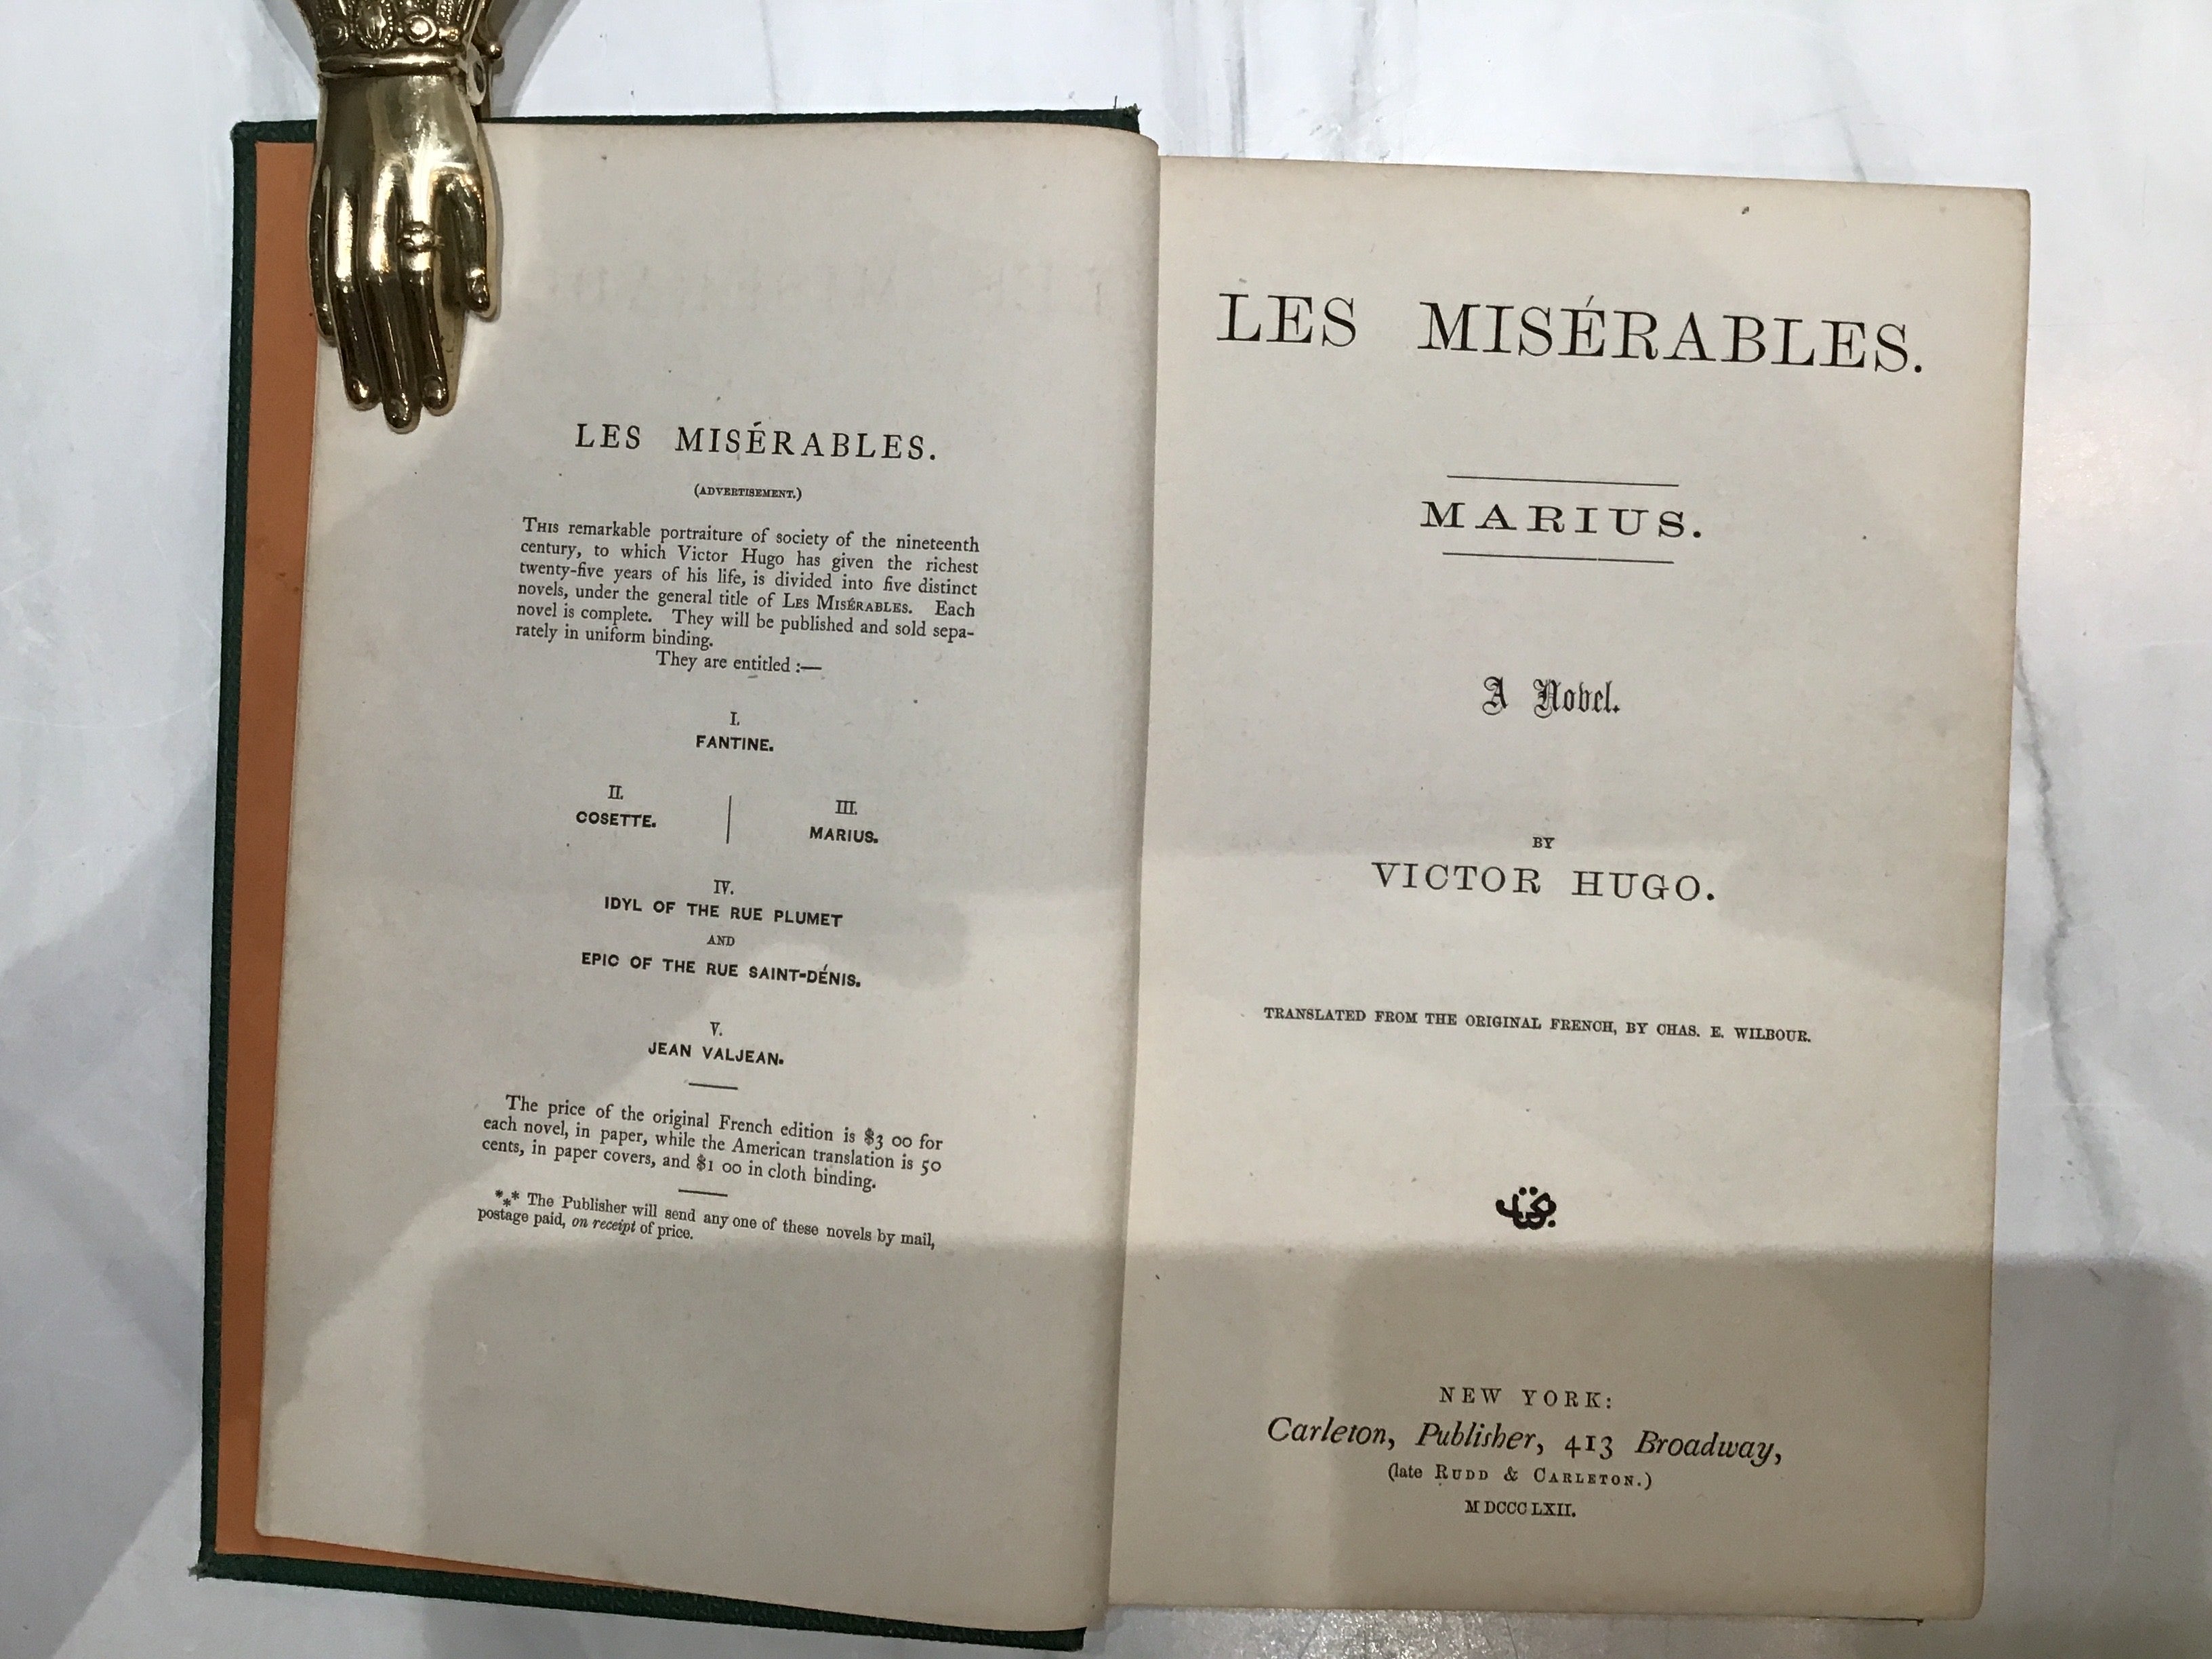 LES MISÉRABLES.
(ADVERTISEMENT.)
THIS remarkable portraiture of society of the nineteenth
century, to which Victor Hugo has given the richest
twenty-five years of his life, is divided into five distinct
novels, under the general title of LES MISÉRABLES. Each
novel is complete. They will be published and sold sepa-
rately in uniform binding.
They are entitled :—
I.
FANTINE.
II.
COSETTE.
III.
MARIUS.
IV.
IDYL OF THE RUE PLUMET
AND
EPIC OF THE RUE SAINT-DÉNIS.
V.
JEAN VALJEAN.
The price of the original French edition is $3 00 for
each novel, in paper, while the American translation is 50
cents, in paper covers, and $1 00 in cloth binding.
*** The Publisher will send any one of these novels by mail,
postage paid, on receipt of price.
LES MISÉRABLES.
MARIUS.
A Novel.
BY
VICTOR HUGO.
TRANSLATED FROM THE ORIGINAL FRENCH, BY CHAS. E. WILBOUR.
NEW YORK:
Carleton, Publisher, 413 Broadway,
(late RUDD & CARLETON.)
M DCCC LXII.